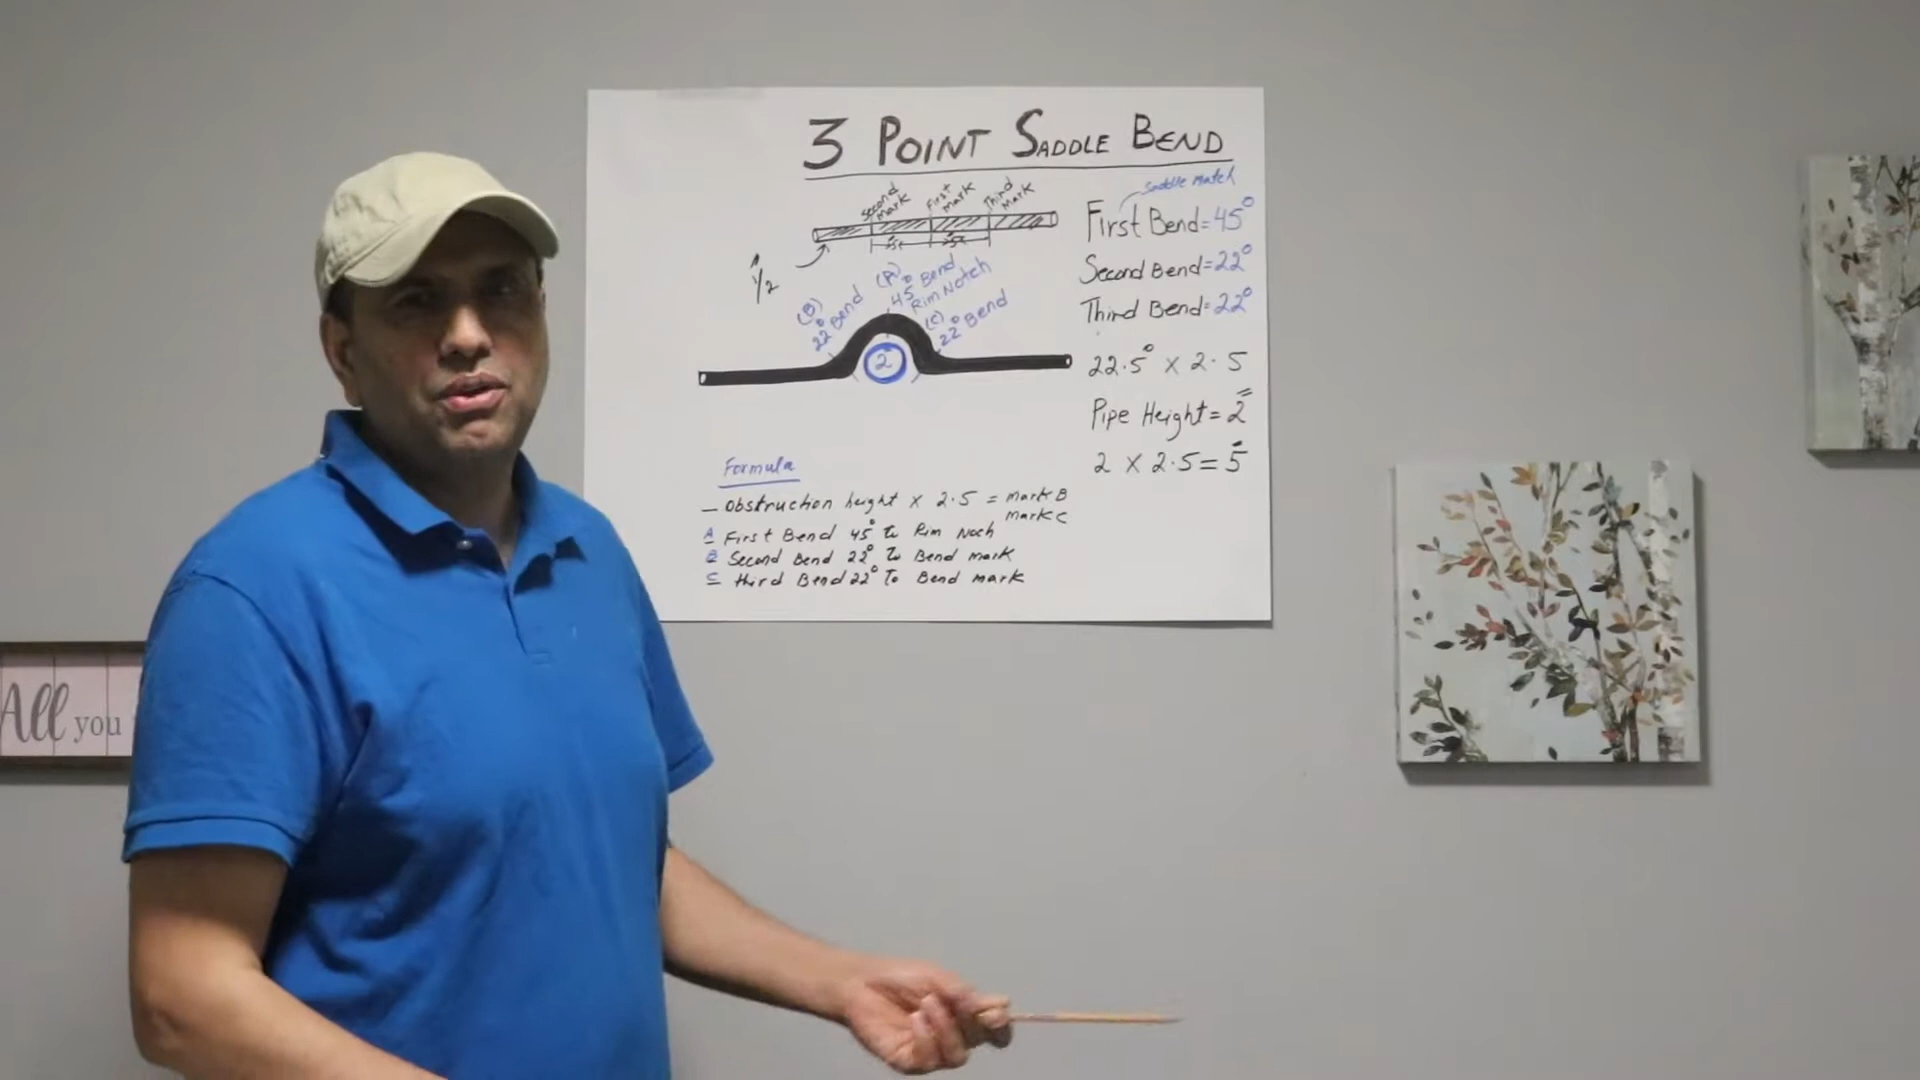 3 POINT SADDLE BEND
Saddle Match
Second mark
First mark
Third mark
5"
5"
1/2"
First Bend=45°
Second Bend=22°
Third Bend=22°
(B) 22° Bend
(A) 45° Bend Rim Notch
(C) 22° Bend
2
22.5° x 2.5
Pipe Height=2"
2 x 2.5=5"
Formula
— Obstruction height x 2.5 = mark B
mark C
A First Bend 45° to Rim Noch
B Second Bend 22° To Bend mark
C third Bend 22° To Bend mark
All you